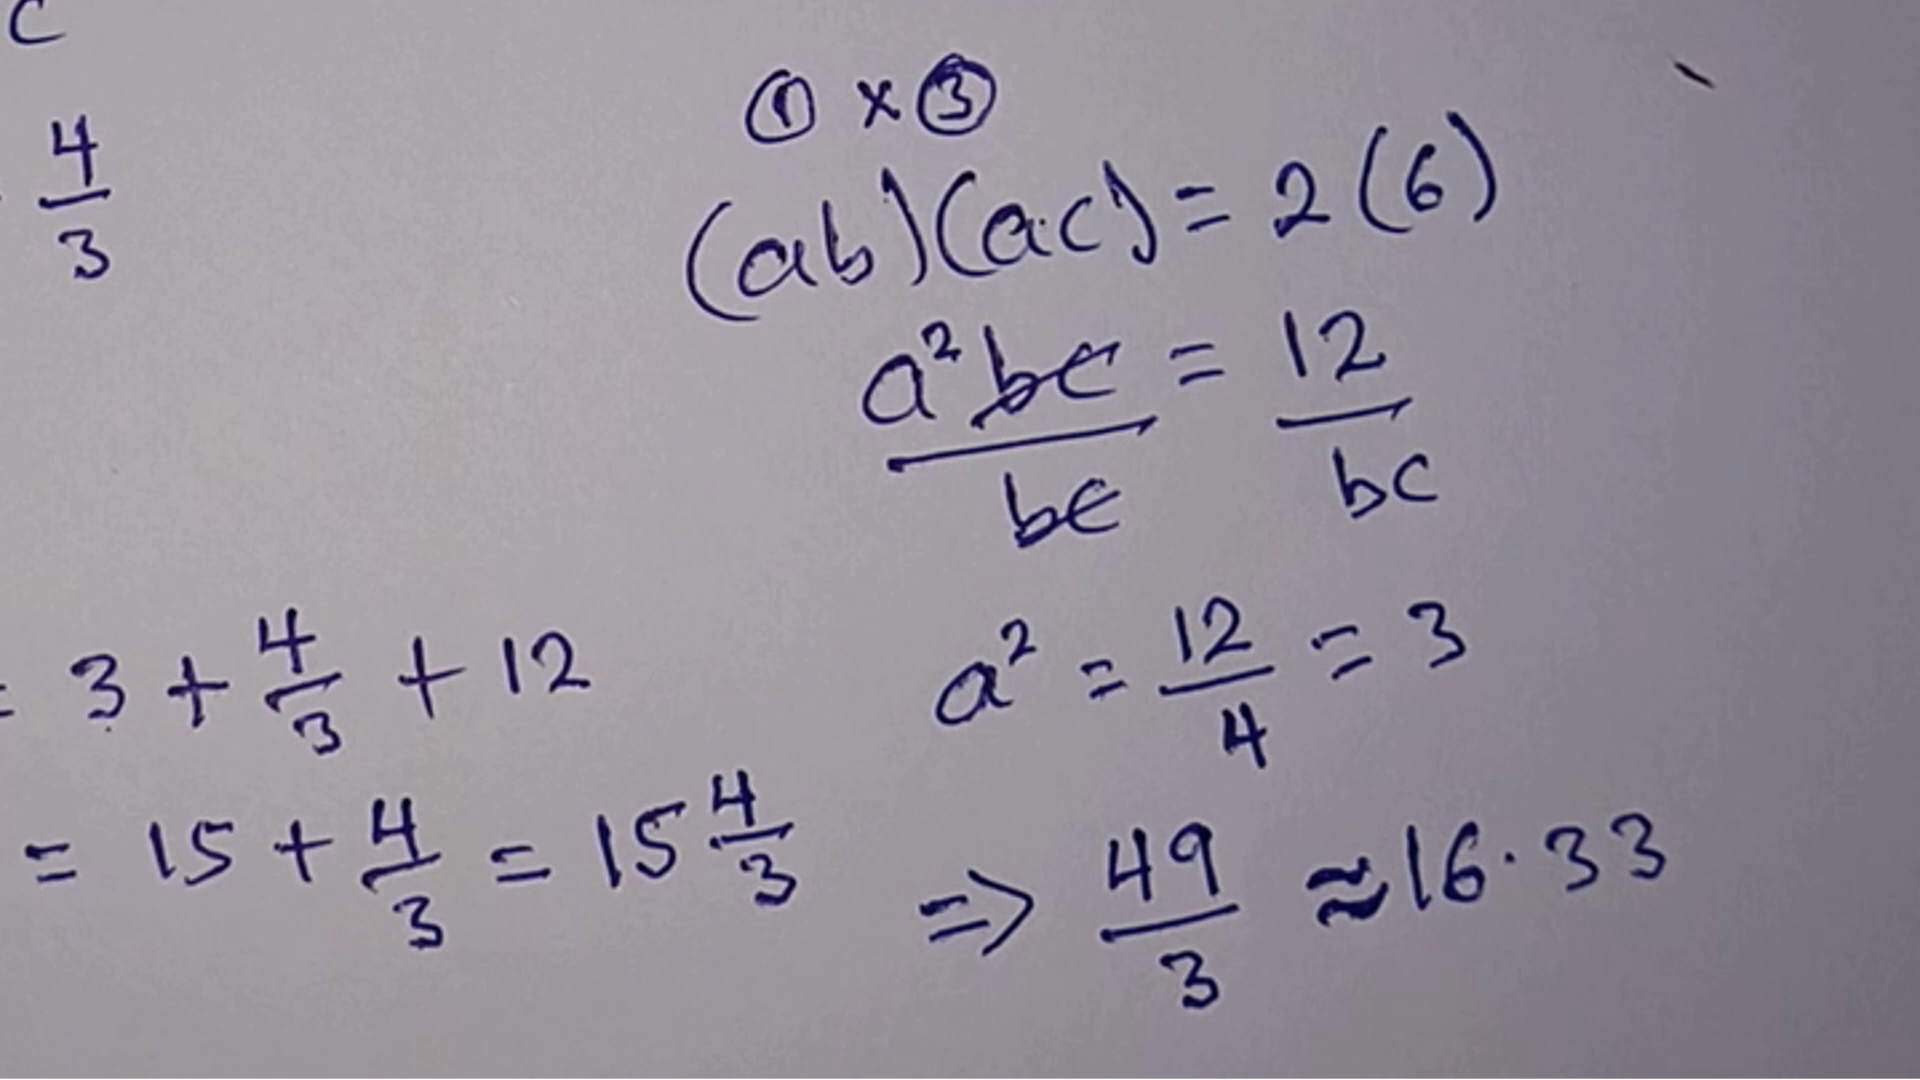 c
4/3
① × ③
(ab)(ac) = 2(6)
a²bc/bc = 12/bc
a² = 12/4 = 3
= 3 + 4/3 + 12
= 15 + 4/3 = 15 4/3 ⇒ 49/3 ≈ 16.33